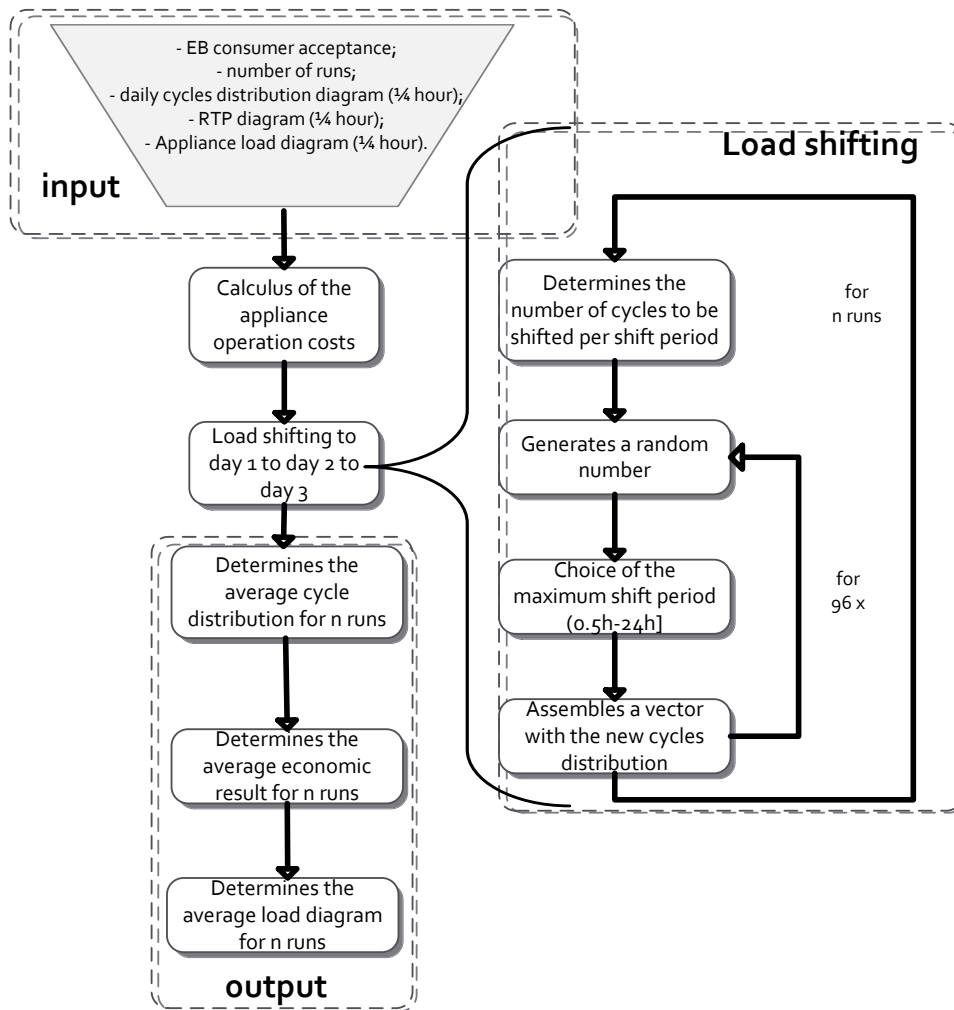 - EB consumer acceptance;
- number of runs;
- daily cycles distribution diagram (¼ hour);
- RTP diagram (¼ hour);
- Appliance load diagram (¼ hour).
input
Calculus of the
appliance
operation costs
Load shifting to
day 1 to day 2 to
day 3
Determines the
average cycle
distribution for n runs
Determines the
average economic
result for n runs
Determines the
average load diagram
for n runs
output
Load shifting
Determines the
number of cycles to be
shifted per shift period
for
n runs
Generates a random
number
Choice of the
maximum shift period
(0.5h-24h]
for
96 x
Assembles a vector
with the new cycles
distribution